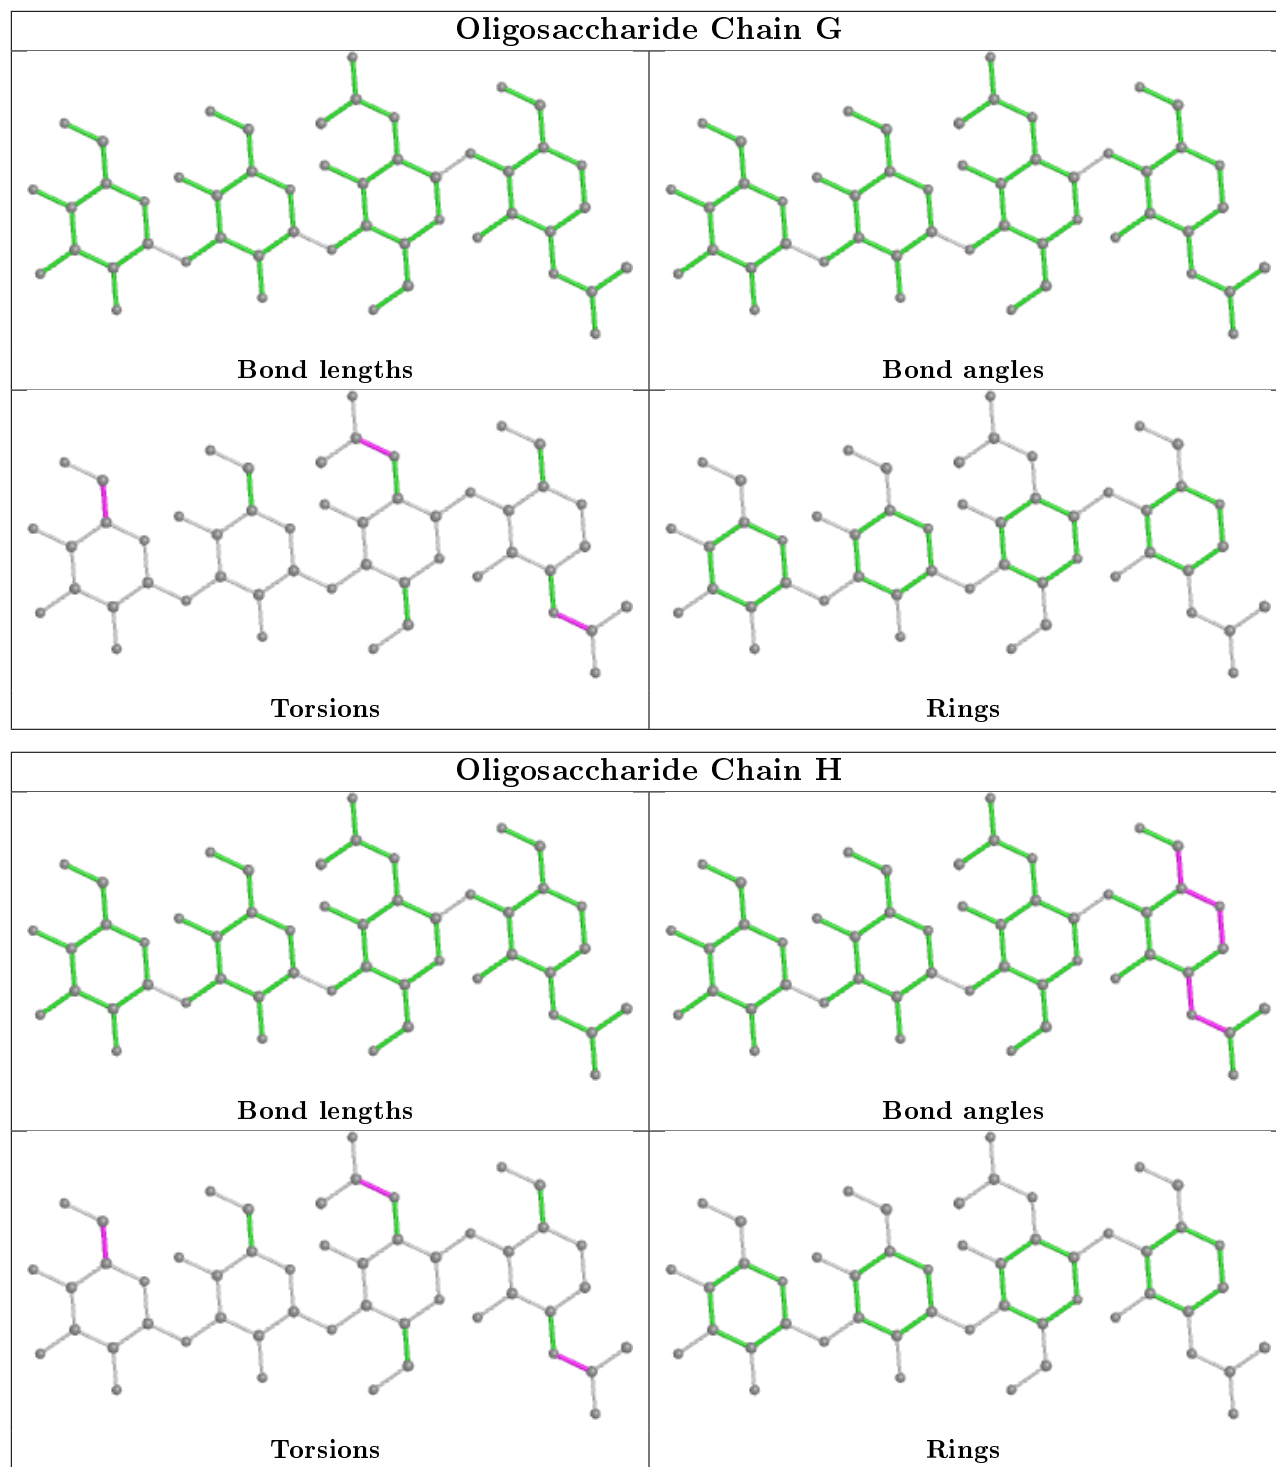 Oligosaccharide Chain G
Bond lengths
Bond angles
Torsions
Rings
Oligosaccharide Chain H
Bond lengths
Bond angles
Torsions
Rings